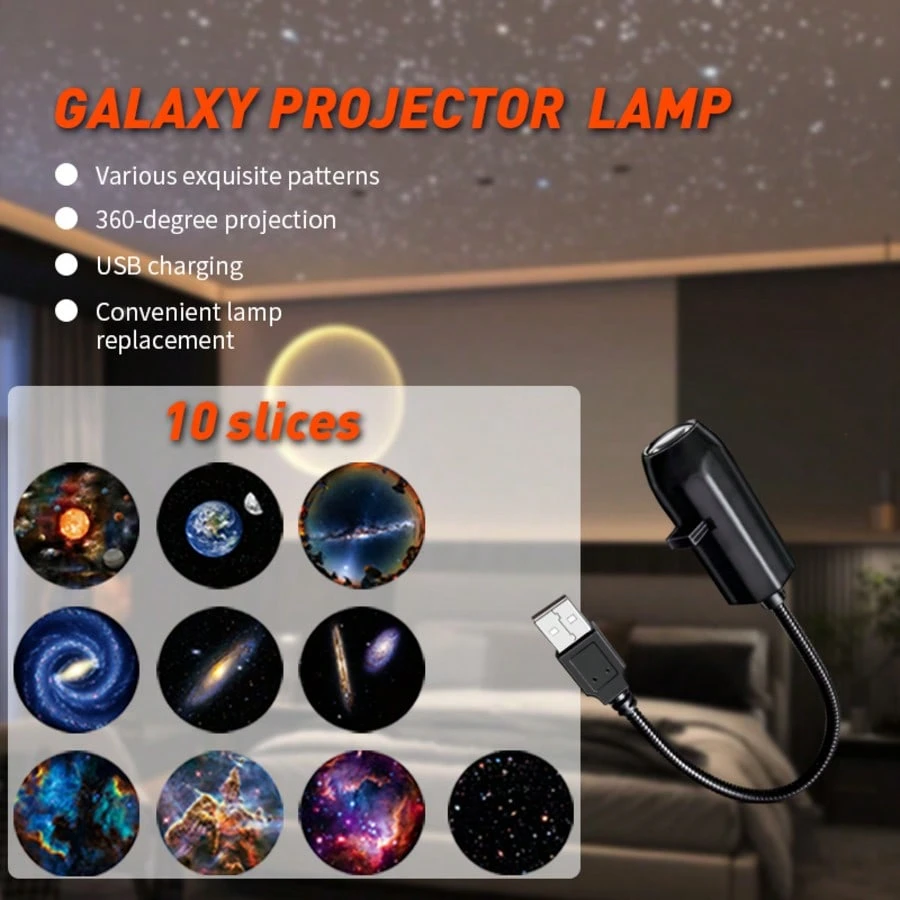 GALAXY PROJECTOR LAMP
Various exquisite patterns
360-degree projection
USB charging
Convenient lamp
replacement
10 slices